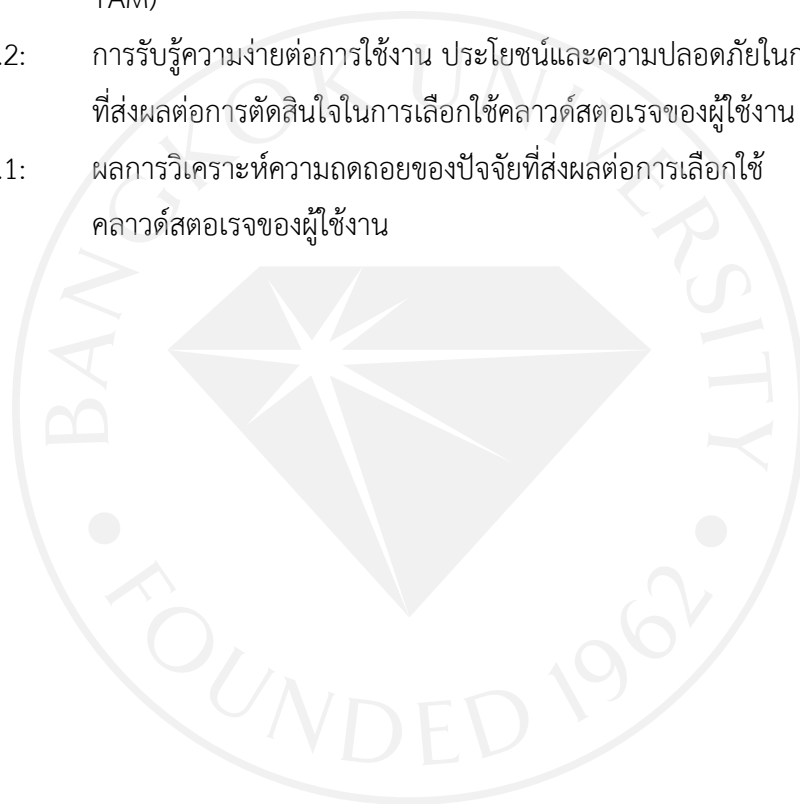 TAM)
.2: การรับรู้ความง่ายต่อการใช้งาน ประโยชน์และความปลอดภัยในก
ที่ส่งผลต่อการตัดสินใจในการเลือกใช้คลาวด์สตอเรจของผู้ใช้งาน
.1: ผลการวิเคราะห์ความถดถอยของปัจจัยที่ส่งผลต่อการเลือกใช้
คลาวด์สตอเรจของผู้ใช้งาน
BANGKOK UNIVERSITY
FOUNDED 1962